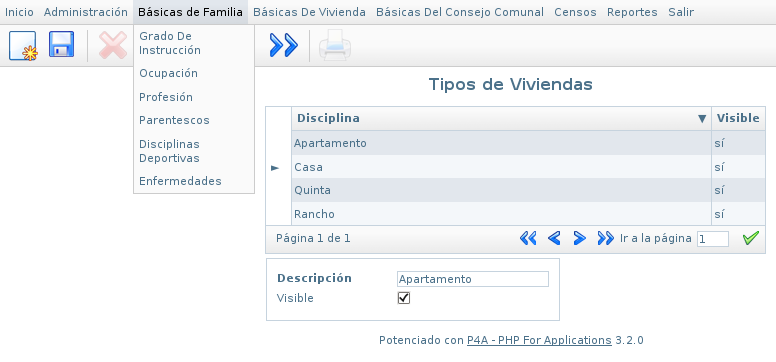 Inicio Administración Básicas de Familia Básicas De Vivienda Básicas Del Consejo Comunal Censos Reportes Salir
Grado De
Instrucción
Ocupación
Profesión
Parentescos
Disciplinas
Deportivas
Enfermedades
Tipos de Viviendas
Disciplina Visible
Apartamento sí
Casa sí
Quinta sí
Rancho sí
Página 1 de 1 Ir a la página 1
Descripción Apartamento
Visible
Potenciado con P4A - PHP For Applications 3.2.0